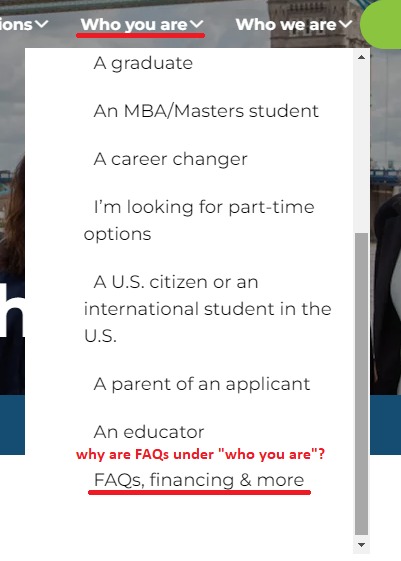 ions Who you are Who we are
A graduate
An MBA/Masters student
A career changer
I’m looking for part-time
options
A U.S. citizen or an
international student in the
U.S.
h
A parent of an applicant
An educator
why are FAQs under "who you are"?
FAQs, financing & more